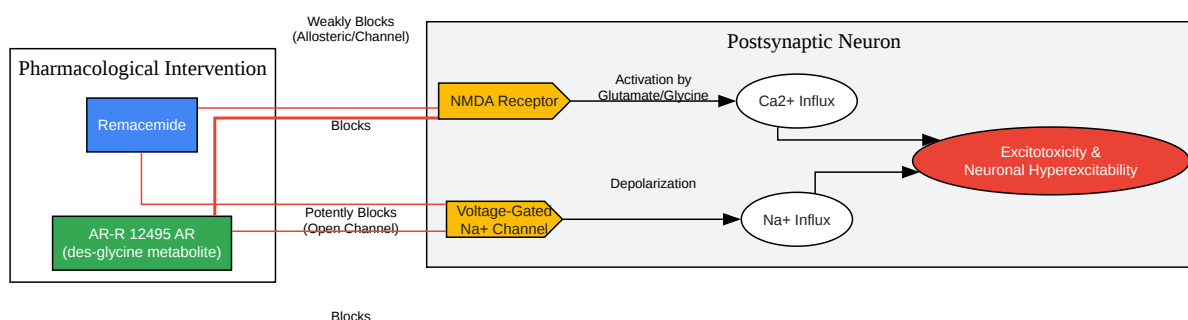 Weakly Blocks
(Allosteric/Channel)
Postsynaptic Neuron
Pharmacological Intervention
Activation by
Glutamate/Glycine
NMDA Receptor
Ca2+ Influx
Remacemide
Blocks
Excitotoxicity &
Neuronal Hyperexcitability
Depolarization
Potently Blocks
(Open Channel)
Voltage-Gated
Na+ Channel
Na+ Influx
AR-R 12495 AR
(des-glycine metabolite)
Blocks